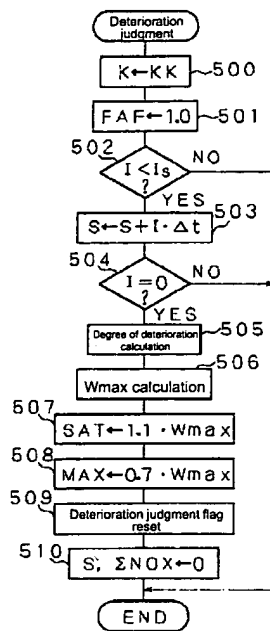 Deterioration
judgment
K←KK
500
FAF←1.0
501
502
I<Is
?
NO
YES
503
S←S+I·Δt
504
I=0
?
NO
YES
505
Degree of deterioration
calculation
506
Wmax calculation
507
SAT←1.1·Wmax
508
MAX←0.7·Wmax
509
Deterioration judgment flag
reset
510
S, ΣNOX←0
END